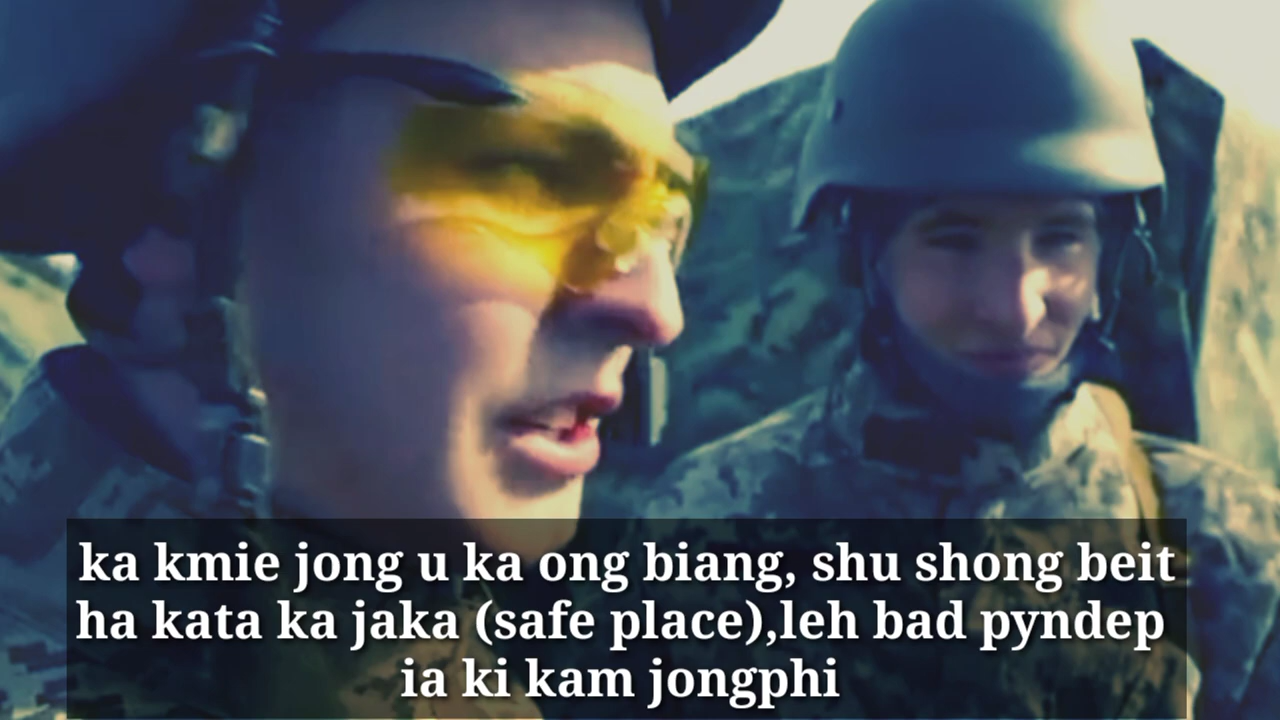 ka kmie jong u ka ong biang, shu shong beit
ha kata ka jaka (safe place),leh bad pyndep
ia ki kam jongphi